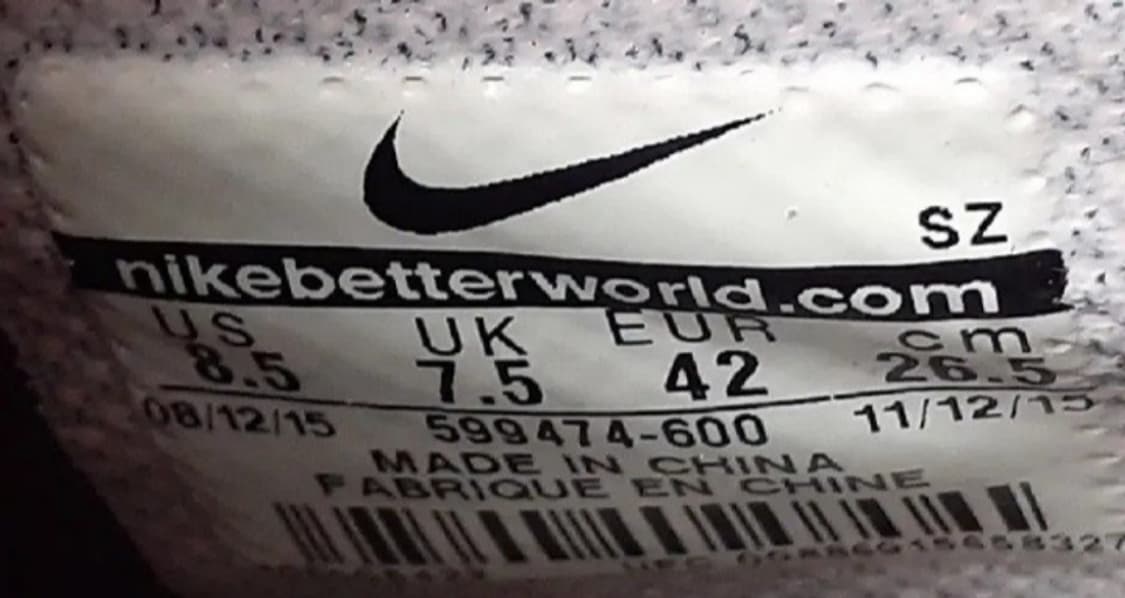 SZ
nikebetterworld.com
US UK EUR cm
8.5 7.5 42 26.5
08/12/15 599474-600 11/12/15
MADE IN CHINA
FABRIQUE EN CHINE